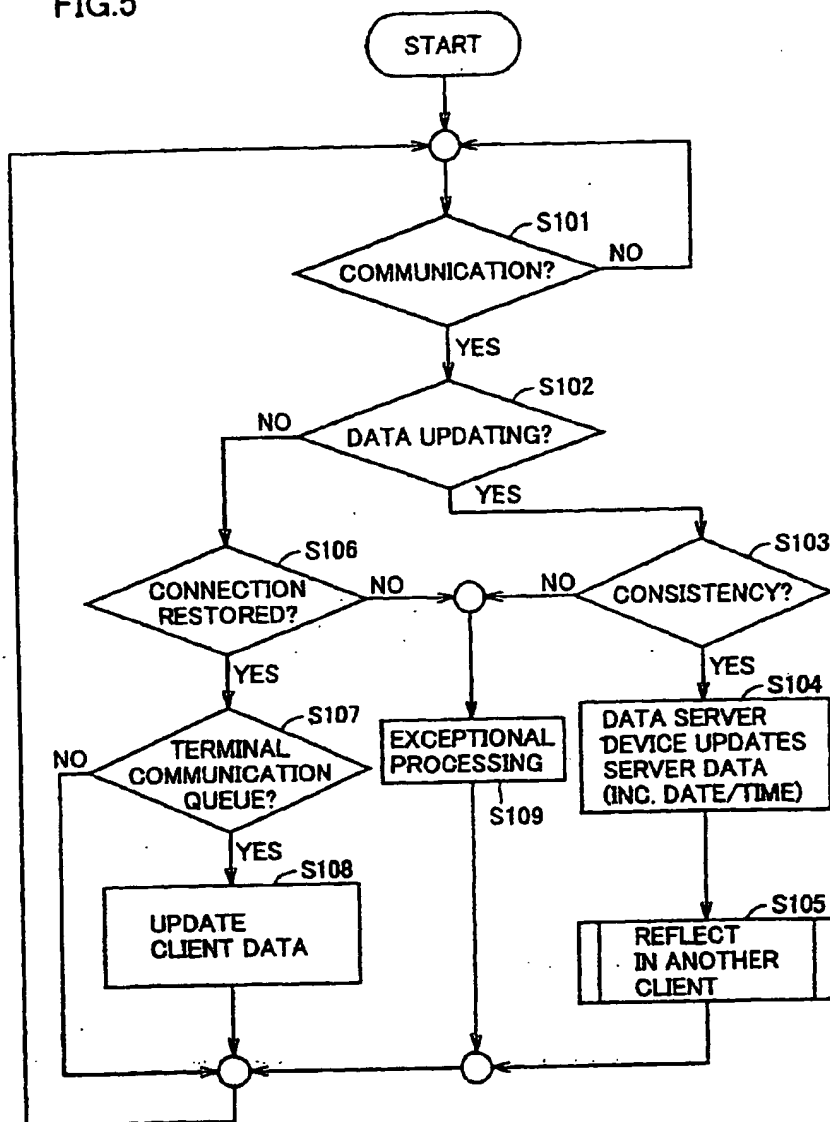 FIG.5
START
S101
COMMUNICATION?
NO
YES
S102
NO
DATA UPDATING?
YES
S106
S103
CONNECTION
RESTORED?
NO
NO
CONSISTENCY?
YES
YES
S107
S104
NO
TERMINAL
COMMUNICATION
QUEUE?
EXCEPTIONAL
PROCESSING
S109
DATA SERVER
DEVICE UPDATES
SERVER DATA
(INC. DATE/TIME)
YES
S108
UPDATE
CLIENT DATA
S105
REFLECT
IN ANOTHER
CLIENT